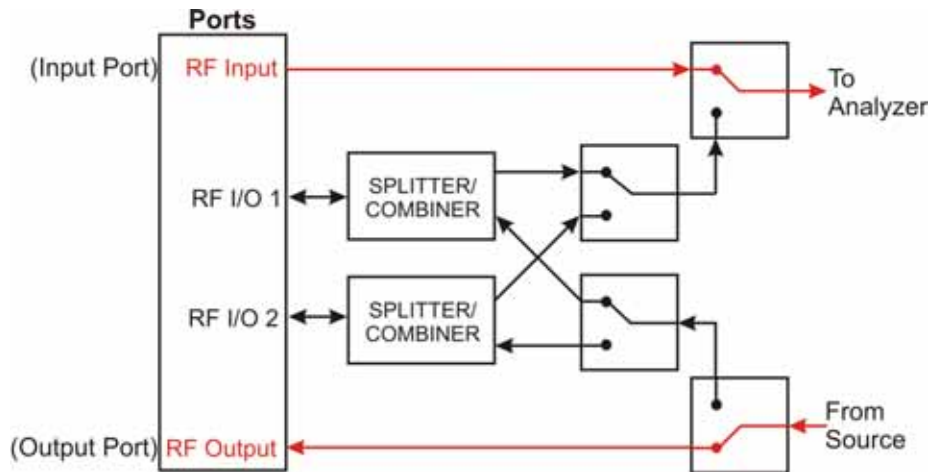 Ports
(Input Port) RF Input
To
Analyzer
RF I/O 1
SPLITTER/
COMBINER
RF I/O 2
SPLITTER/
COMBINER
(Output Port) RF Output
From
Source